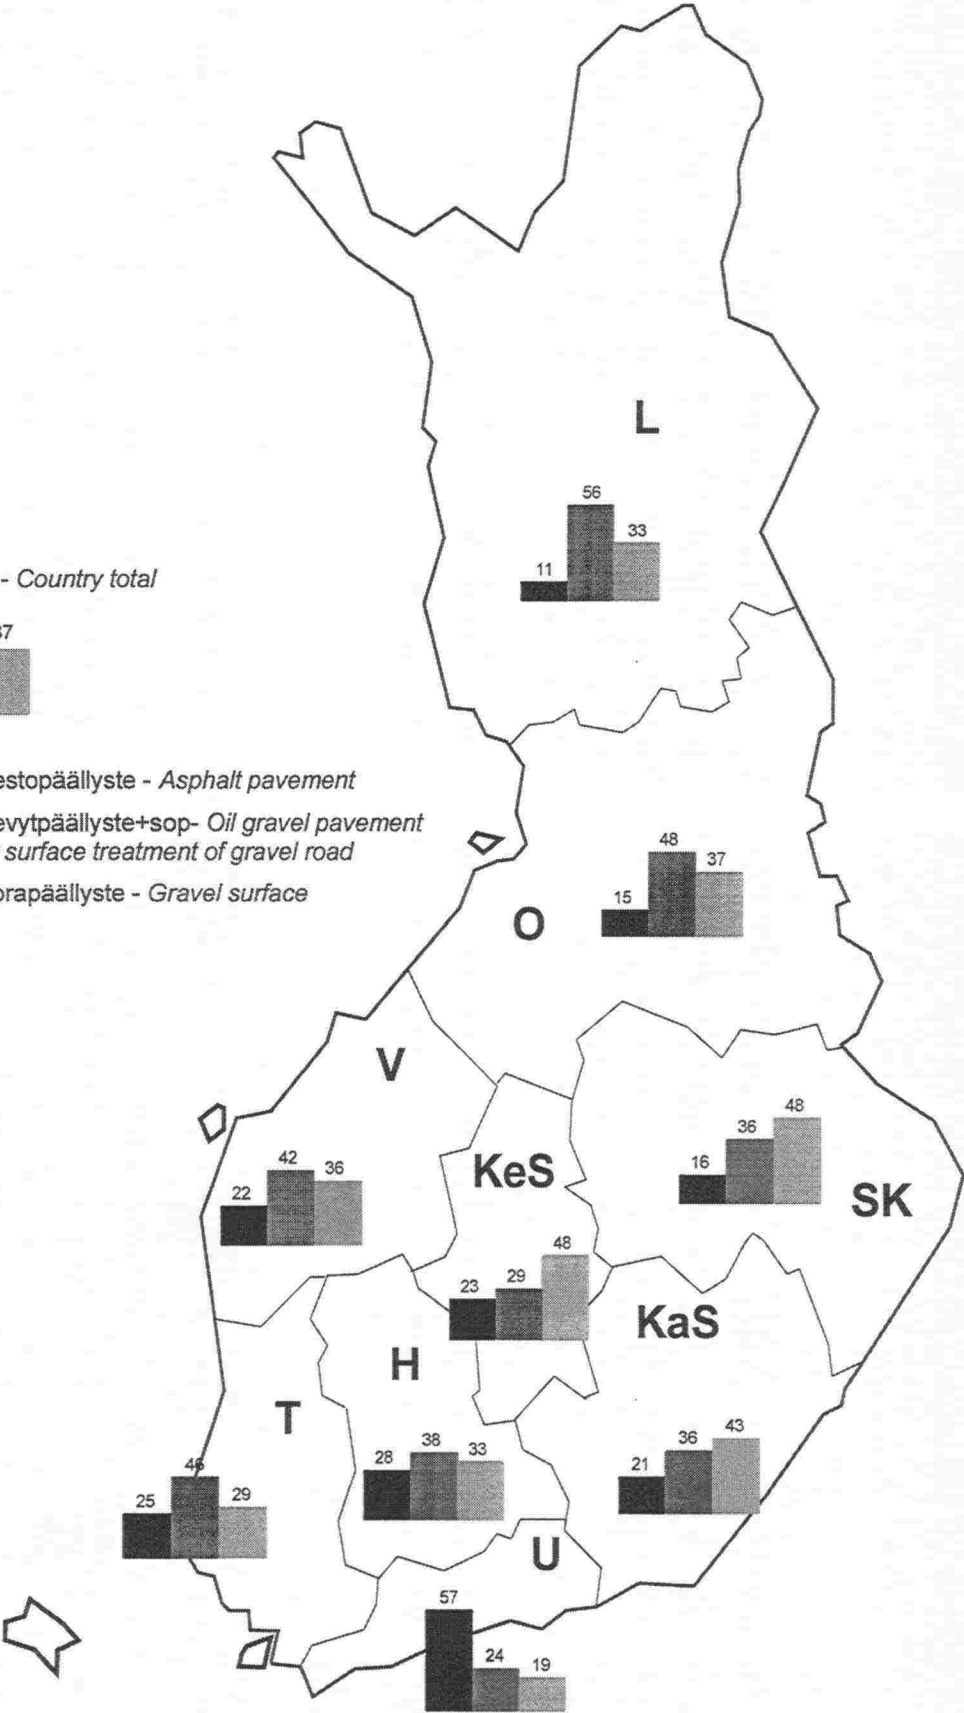 L
56
33
11
- Country total
37
estopäällyste - Asphalt pavement
evytpäällyste+sop- Oil gravel pavement
surface treatment of gravel road
orapäällyste - Gravel surface
48
37
15
O
V
48
36
16
42
36
22
KeS
SK
48
29
23
KaS
H
T
43
36
21
38
33
28
46
29
25
U
57
24
19